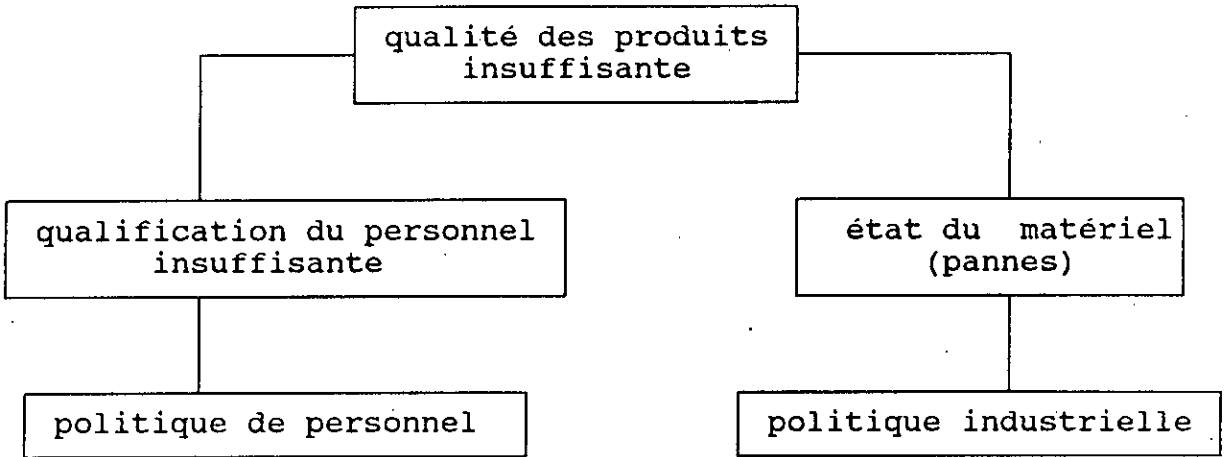 qualité des produits
insuffisante
qualification du personnel
insuffisante
état du matériel
(pannes)
politique de personnel
politique industrielle